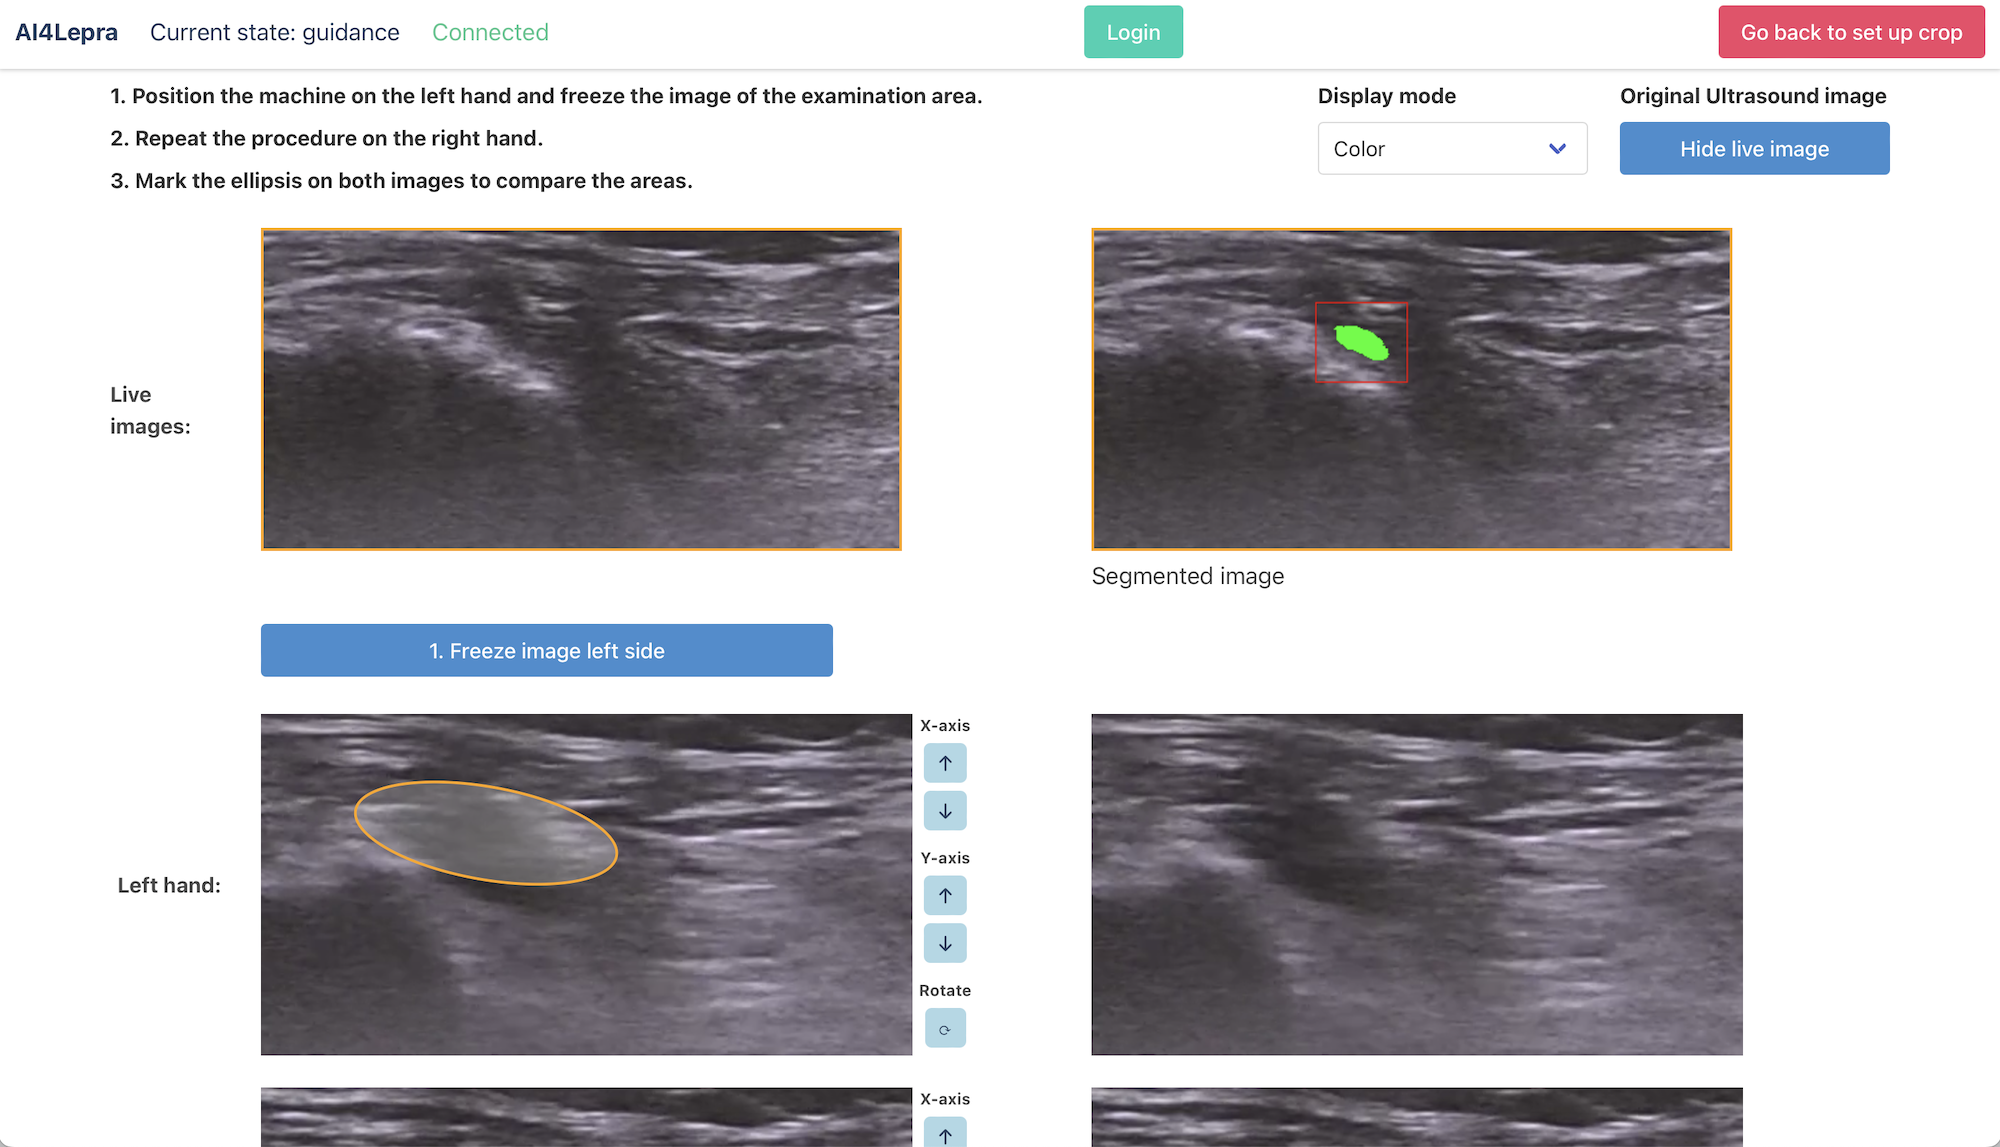 AI4Lepra Current state: guidance Connected Login Go back to set up crop
1. Position the machine on the left hand and freeze the image of the examination area.
2. Repeat the procedure on the right hand.
3. Mark the ellipsis on both images to compare the areas.
Display mode
Color
Original Ultrasound image
Hide live image
Live
images:
Segmented image
1. Freeze image left side
Left hand:
X-axis
↑
↓
Y-axis
↑
↓
Rotate
⟳
X-axis
↑